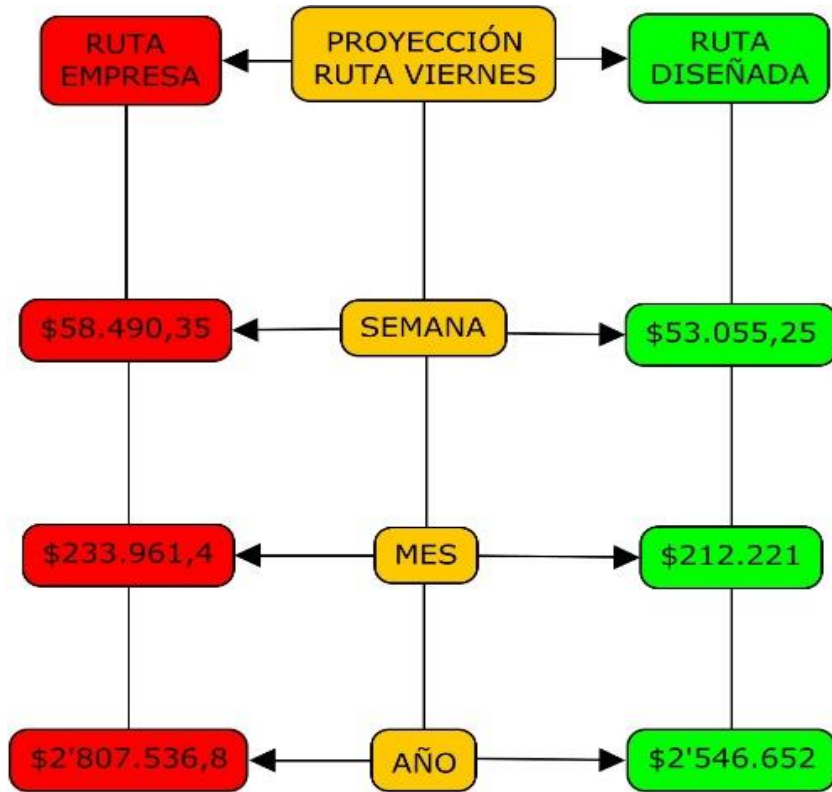 RUTA
EMPRESA
PROYECCIÓN
RUTA VIERNES
RUTA
DISEÑADA
$58.490,35
SEMANA
$53.055,25
$233.961,4
MES
$212.221
$2'807.536,8
AÑO
$2'546.652